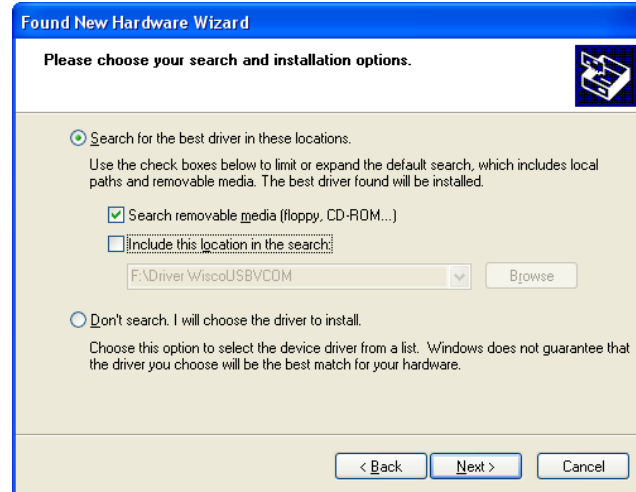 Found New Hardware Wizard
Please choose your search and installation options.
Search for the best driver in these locations.
Use the check boxes below to limit or expand the default search, which includes local
paths and removable media. The best driver found will be installed.
Search removable media (floppy, CD-ROM...)
Include this location in the search:
F:\Driver WiscoUSBVCOM
Browse
Don't search. I will choose the driver to install.
Choose this option to select the device driver from a list.  Windows does not guarantee that
the driver you choose will be the best match for your hardware.
< Back
Next >
Cancel